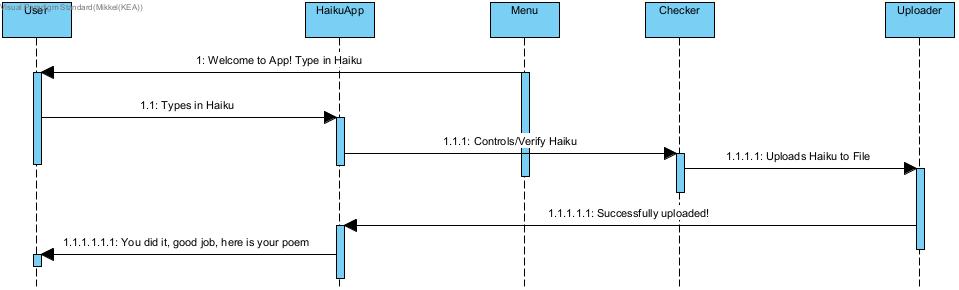 Visual Paradigm Standard(Mikkel(KEA))
User
HaikuApp
Menu
Checker
Uploader
1: Welcome to App! Type in Haiku
1.1: Types in Haiku
1.1.1: Controls/Verify Haiku
1.1.1.1: Uploads Haiku to File
1.1.1.1.1: Successfully uploaded!
1.1.1.1.1.1: You did it, good job, here is your poem